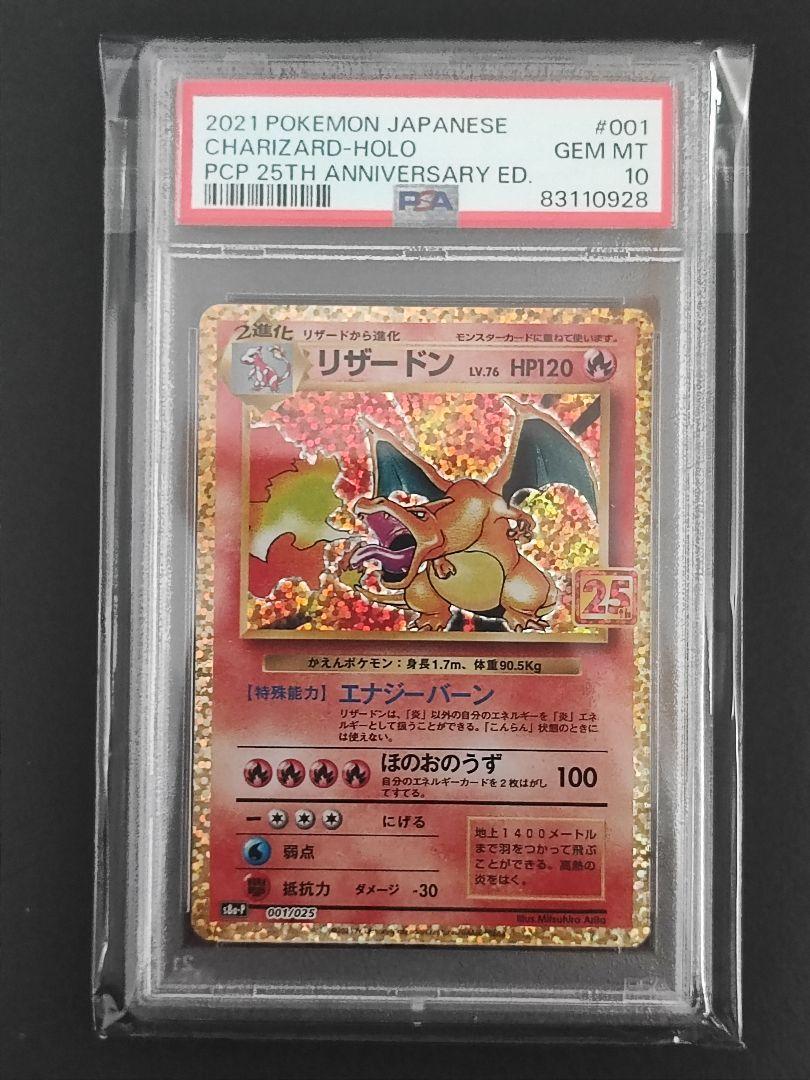 2021 POKEMON JAPANESE #001
CHARIZARD-HOLO GEM MT
PCP 25TH ANNIVERSARY ED. 10
PSA 83110928
2進化 リザードから進化 モンスターカードに重ねて使います。
リザードン LV.76 HP120
25
かえんポケモン：身長1.7m、体重90.5Kg
【特殊能力】 エナジーバーン
リザードンは、「炎」以外の自分のエネルギーを「炎」エネ
ルギーとして扱うことができる。「こんらん」状態のときに
は使えない。
ほのおのうず 100
自分のエネルギーカードを2枚はがし
てすてる。
にげる
弱点
抵抗力 ダメージ -30
地上1400メートル
まで羽をつかって飛ぶ
ことができる。高熱の
炎をはく。
s8a-P 001/025 Illus.Mitsuhiro Arita